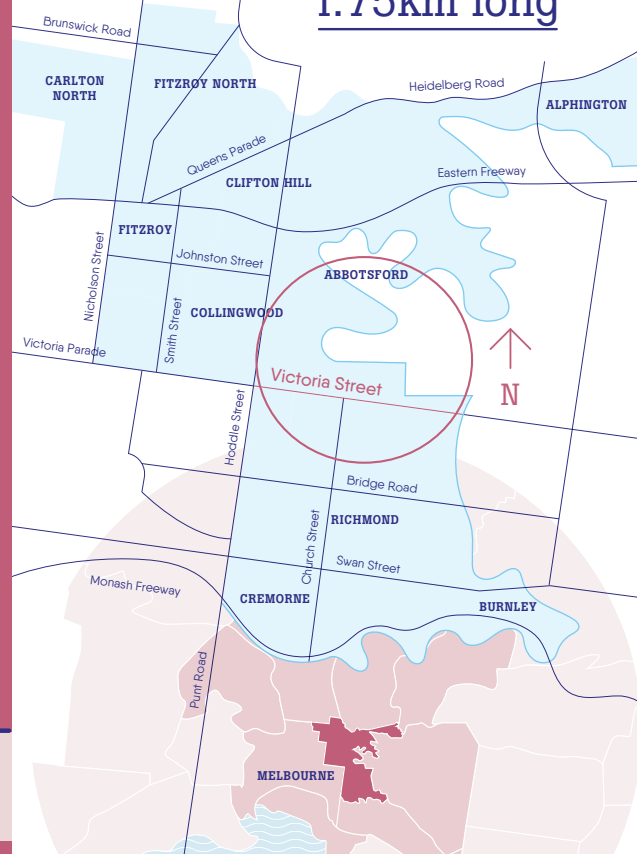 1.75km long
Brunswick Road
CARLTON
NORTH
FITZROY NORTH
Heidelberg Road
ALPHINGTON
Queens Parade
Eastern Freeway
CLIFTON HILL
FITZROY
Johnston Street
Nicholson Street
ABBOTSFORD
COLLINGWOOD
Smith Street
Victoria Parade
Victoria Street
N
Hoddle Street
Bridge Road
RICHMOND
Church Street
Swan Street
Monash Freeway
CREMORNE
BURNLEY
Punt Road
MELBOURNE